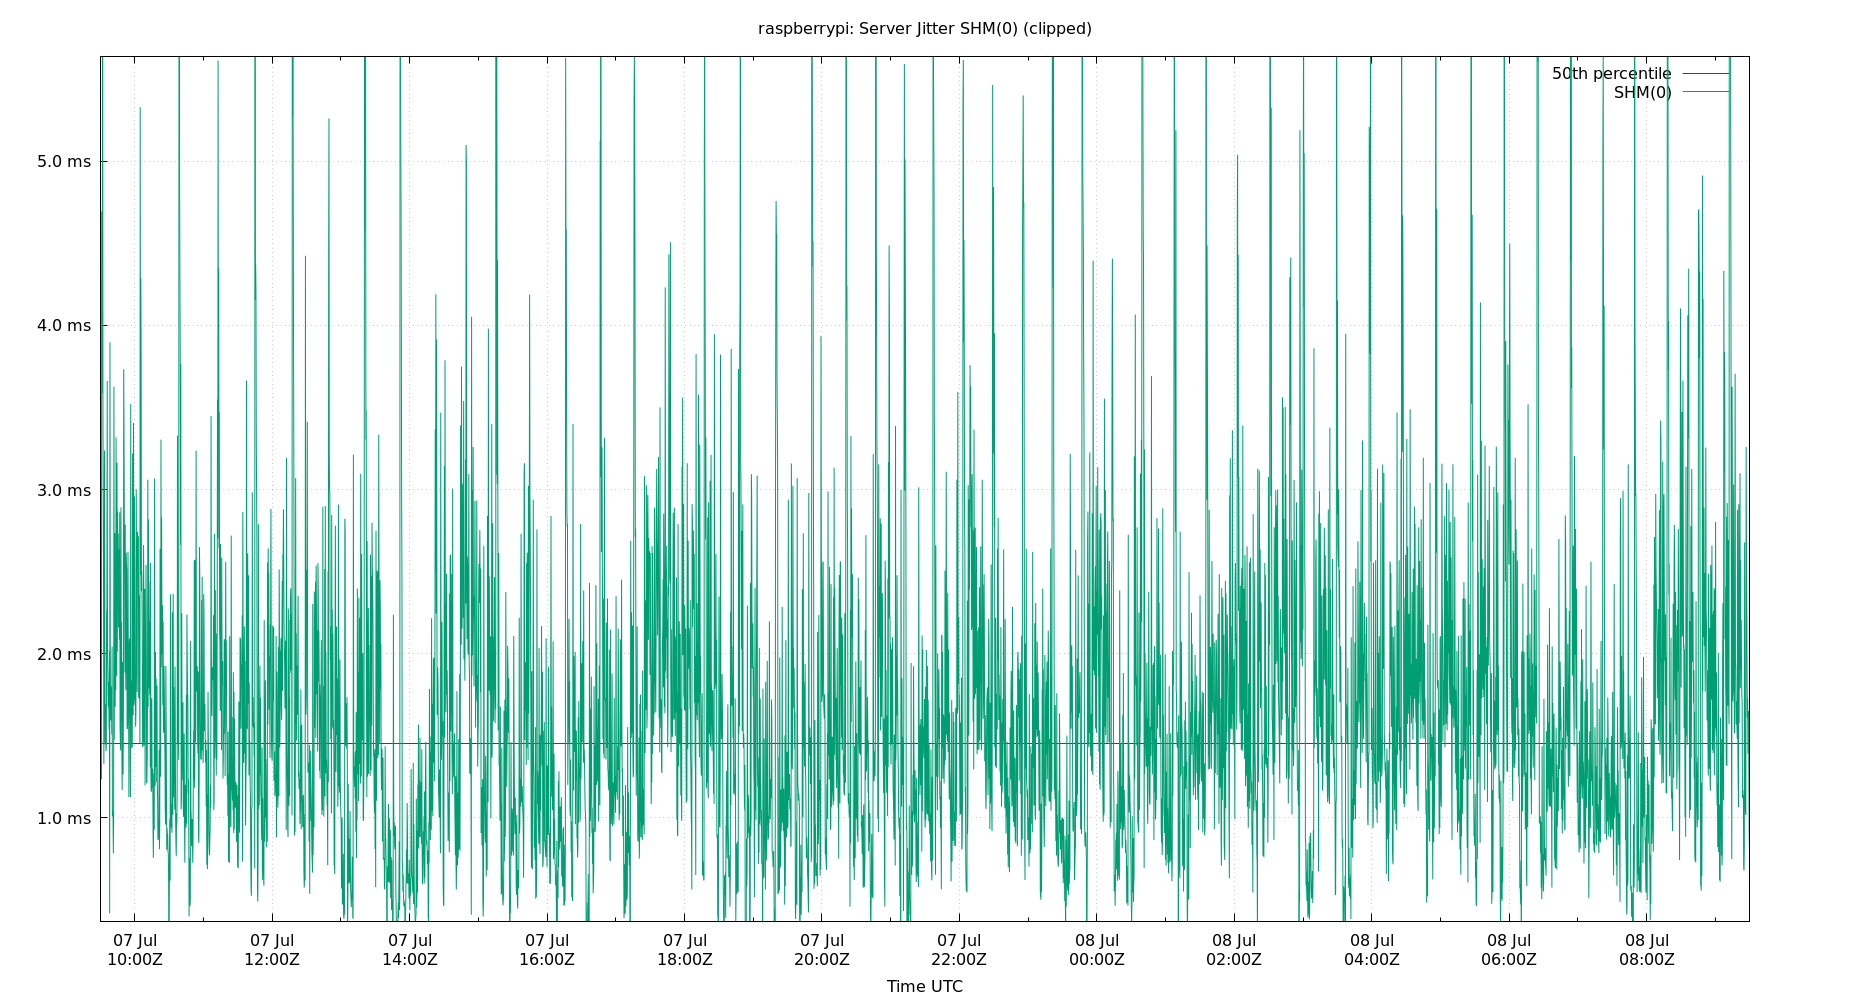 raspberrypi: Server Jitter SHM(0) (clipped)
50th percentile
SHM(0)
5.0 ms
4.0 ms
3.0 ms
2.0 ms
1.0 ms
07 Jul 07 Jul 07 Jul 07 Jul 07 Jul 07 Jul 07 Jul 08 Jul 08 Jul 08 Jul 08 Jul 08 Jul
10:00Z 12:00Z 14:00Z 16:00Z 18:00Z 20:00Z 22:00Z 00:00Z 02:00Z 04:00Z 06:00Z 08:00Z
Time UTC